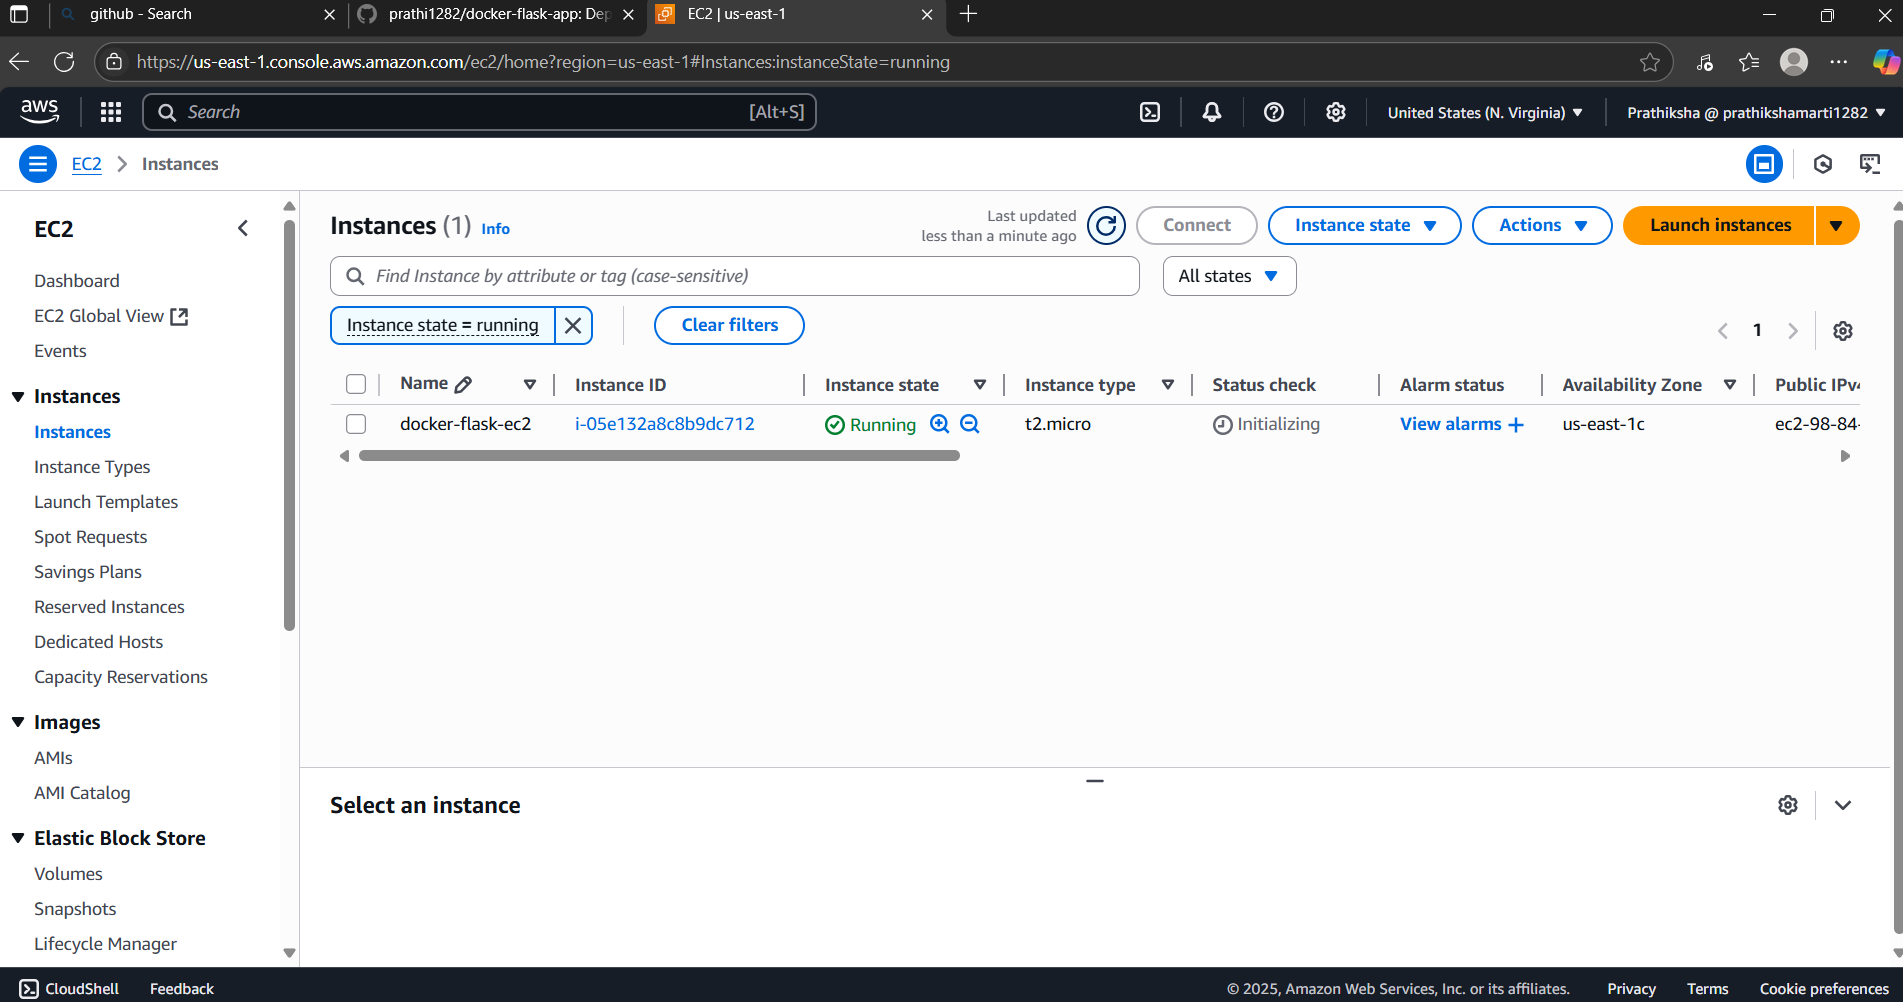 github - Search
prathi1282/docker-flask-app: Dep
EC2 | us-east-1
https://us-east-1.console.aws.amazon.com/ec2/home?region=us-east-1#Instances:instanceState=running
aws
Search [Alt+S]
United States (N. Virginia)
Prathiksha @ prathikshamarti1282
EC2 > Instances
EC2
Dashboard
EC2 Global View
Events
Instances
Instances
Instance Types
Launch Templates
Spot Requests
Savings Plans
Reserved Instances
Dedicated Hosts
Capacity Reservations
Images
AMIs
AMI Catalog
Elastic Block Store
Volumes
Snapshots
Lifecycle Manager
Instances (1) Info
Last updated
less than a minute ago
Connect
Instance state
Actions
Launch instances
Find Instance by attribute or tag (case-sensitive)
All states
Instance state = running
Clear filters
1
Name Instance ID Instance state Instance type Status check Alarm status Availability Zone Public IPv4
docker-flask-ec2 i-05e132a8c8b9dc712 Running t2.micro Initializing View alarms + us-east-1c ec2-98-84-
Select an instance
CloudShell Feedback © 2025, Amazon Web Services, Inc. or its affiliates. Privacy Terms Cookie preferences